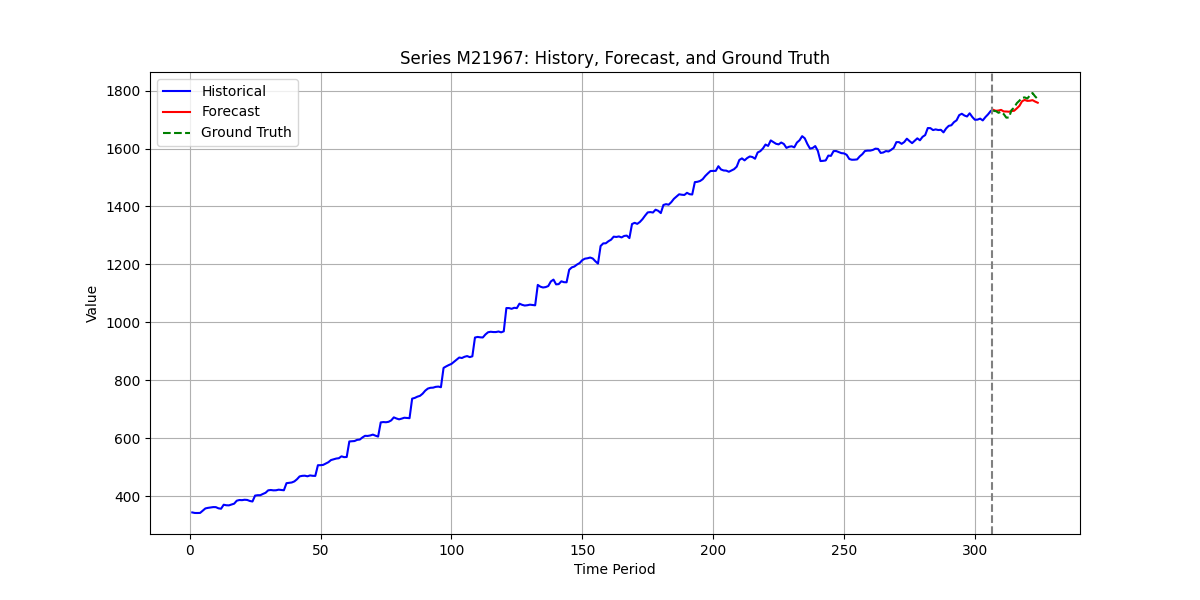 Series M21967: History, Forecast, and Ground Truth
Historical
Forecast
Ground Truth
1800
1600
1400
1200
1000
800
600
400
Value
0 50 100 150 200 250 300
Time Period